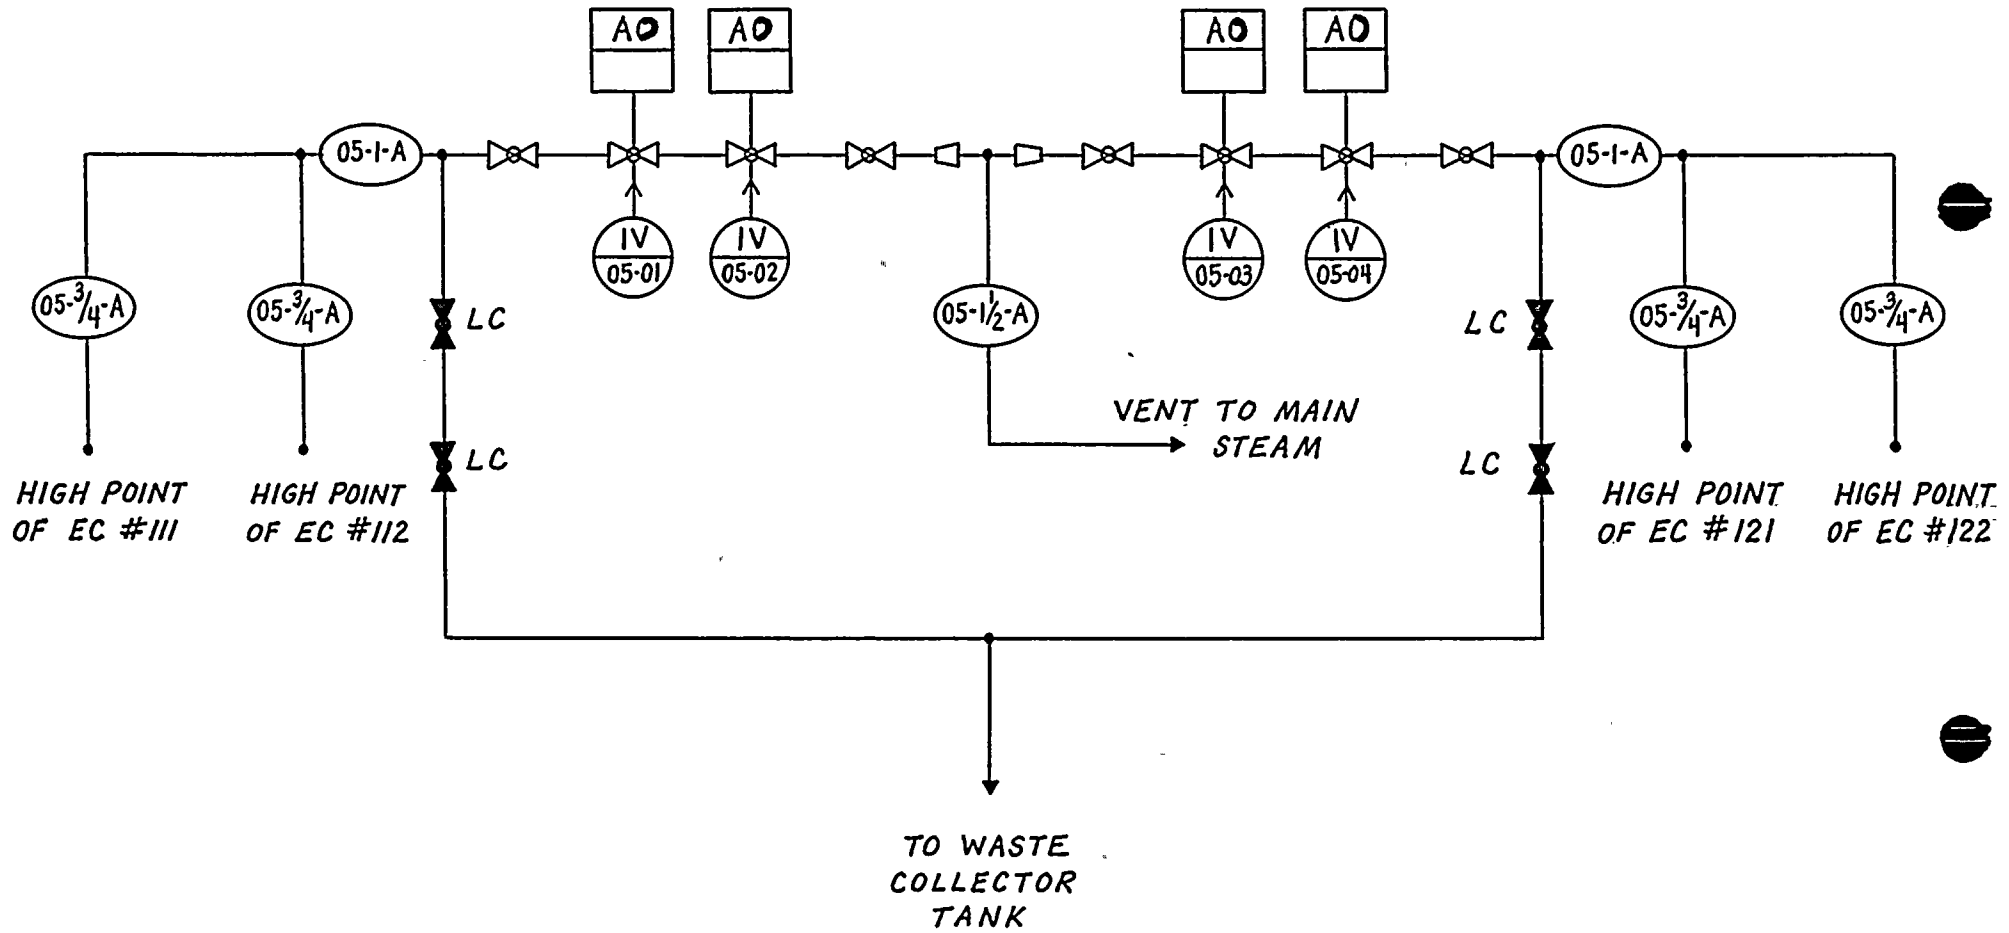 AO
AO
AO
AO
05-1-A
05-1-A
IV
05-01
IV
05-02
IV
05-03
IV
05-04
05-3/4-A
05-3/4-A
05-1 1/2-A
05-3/4-A
05-3/4-A
LC
LC
VENT TO MAIN
STEAM
LC
LC
HIGH POINT
OF EC #111
HIGH POINT
OF EC #112
HIGH POINT
OF EC #121
HIGH POINT
OF EC #122
TO WASTE
COLLECTOR
TANK